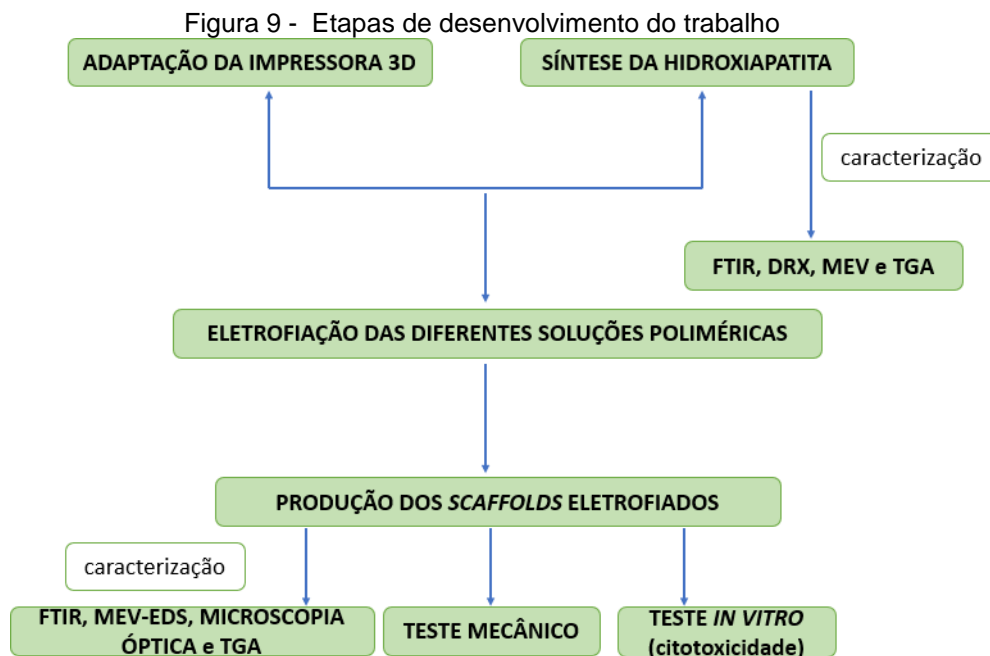 Figura 9 - Etapas de desenvolvimento do trabalho
ADAPTAÇÃO DA IMPRESSORA 3D
SÍNTESE DA HIDROXIAPATITA
caracterização
FTIR, DRX, MEV e TGA
ELETROFIAÇÃO DAS DIFERENTES SOLUÇÕES POLIMÉRICAS
PRODUÇÃO DOS SCAFFOLDS ELETROFIADOS
caracterização
FTIR, MEV-EDS, MICROSCOPIA
ÓPTICA e TGA
TESTE MECÂNICO
TESTE IN VITRO
(citotoxicidade)